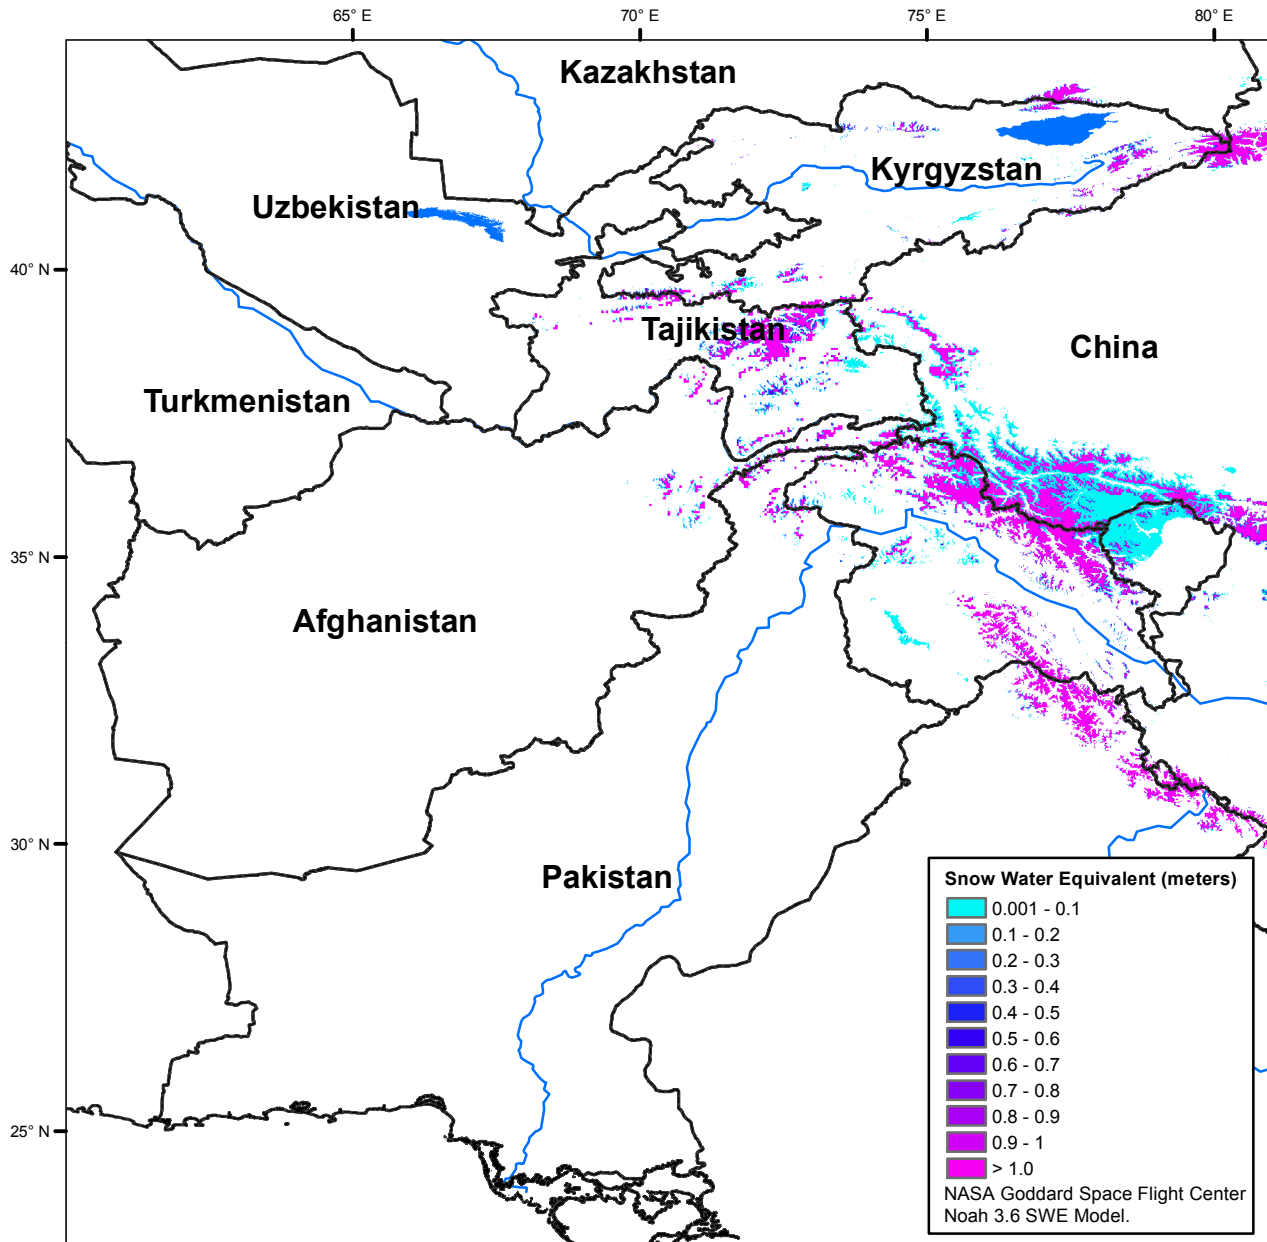 65° E
70° E
75° E
80° E
Kazakhstan
Kyrgyzstan
Uzbekistan
40° N
Tajikistan
China
Turkmenistan
35° N
Afghanistan
30° N
Pakistan
25° N
Snow Water Equivalent (meters)
0.001 - 0.1
0.1 - 0.2
0.2 - 0.3
0.3 - 0.4
0.4 - 0.5
0.5 - 0.6
0.6 - 0.7
0.7 - 0.8
0.8 - 0.9
0.9 - 1
> 1.0
NASA Goddard Space Flight Center
Noah 3.6 SWE Model.